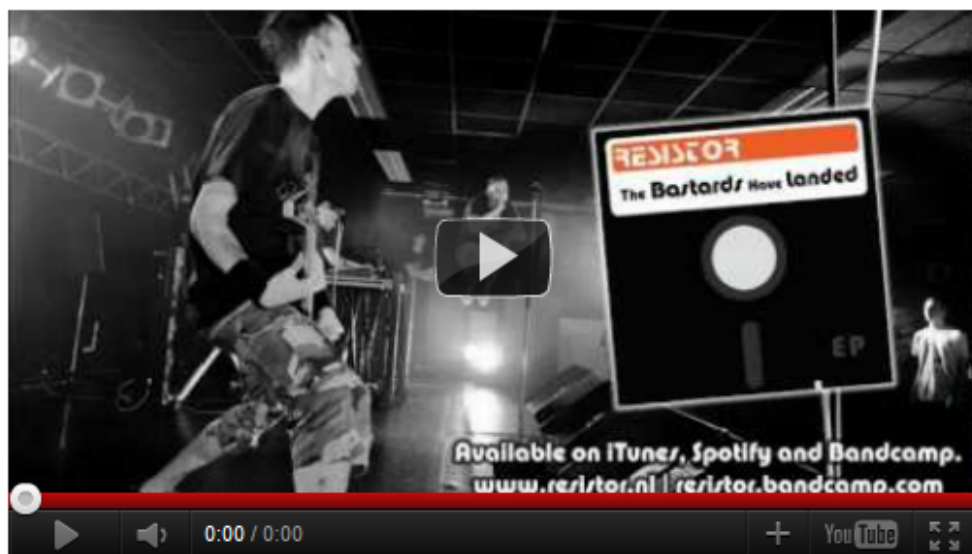 RESISTOR
The Bastards Have Landed
EP
Available on iTunes, Spotify and Bandcamp.
www.resistor.nl | resistor.bandcamp.com
0:00 / 0:00
YouTube